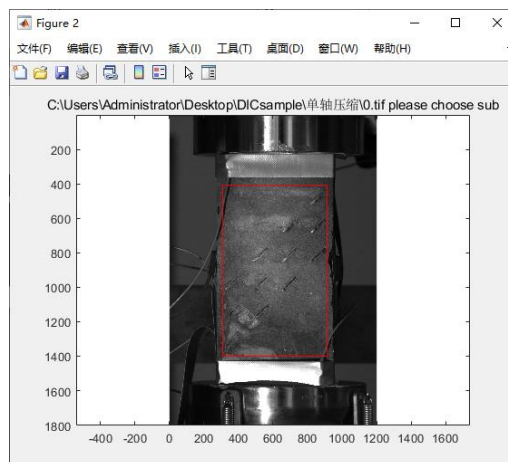 Figure 2
文件(F) 编辑(E) 查看(V) 插入(I) 工具(T) 桌面(D) 窗口(W) 帮助(H)
C:\Users\Administrator\Desktop\DICsample\单轴压缩\0.tif please choose sub
200
400
600
800
1000
1200
1400
1600
1800
-400 -200 0 200 400 600 800 1000 1200 1400 1600